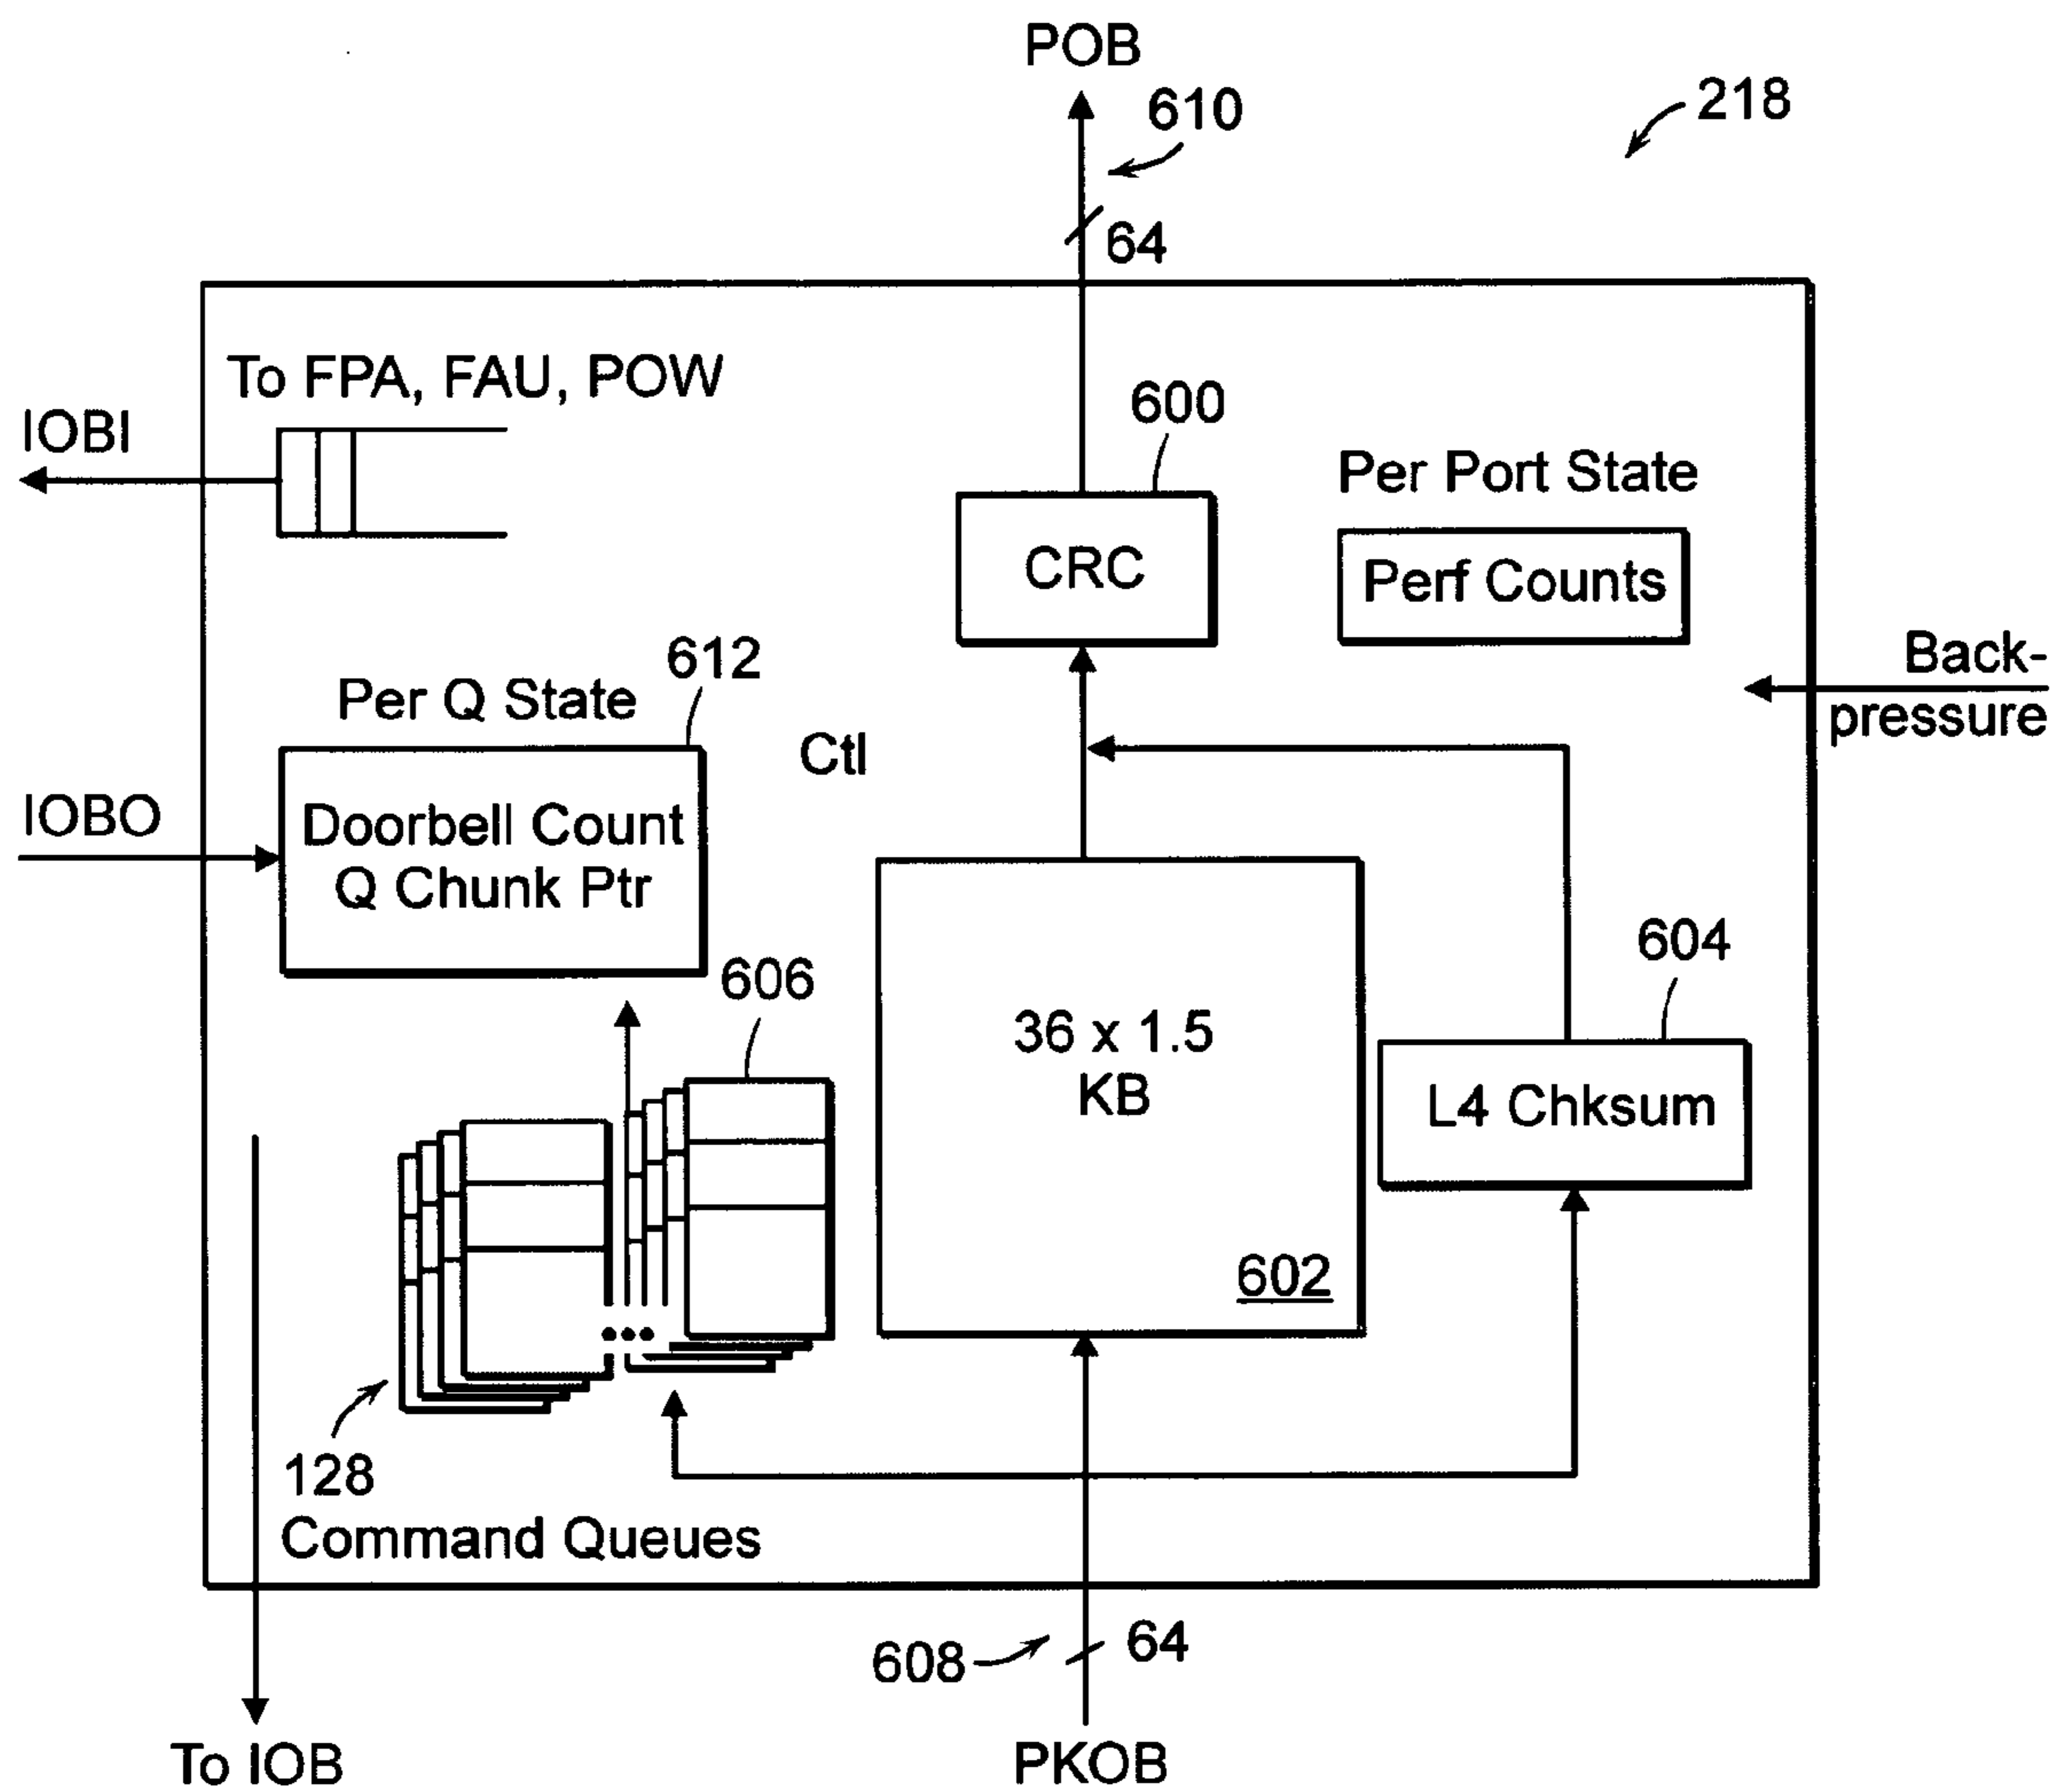 POB
610
218
64
To FPA, FAU, POW
IOBI
600
Per Port State
CRC
Perf Counts
612
Per Q State
Back-
pressure
Ctl
IOBO
Doorbell Count
Q Chunk Ptr
604
606
36 x 1.5
KB
L4 Chksum
602
128
Command Queues
608
64
To IOB
PKOB